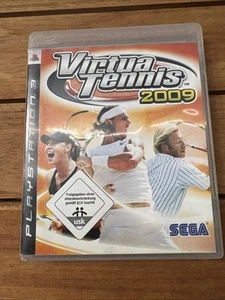 Virtua
Tennis
2009
PLAYSTATION 3
Freigegeben ohne
Altersbeschränkung
gemäß §14 JuSchG
usk
SEGA